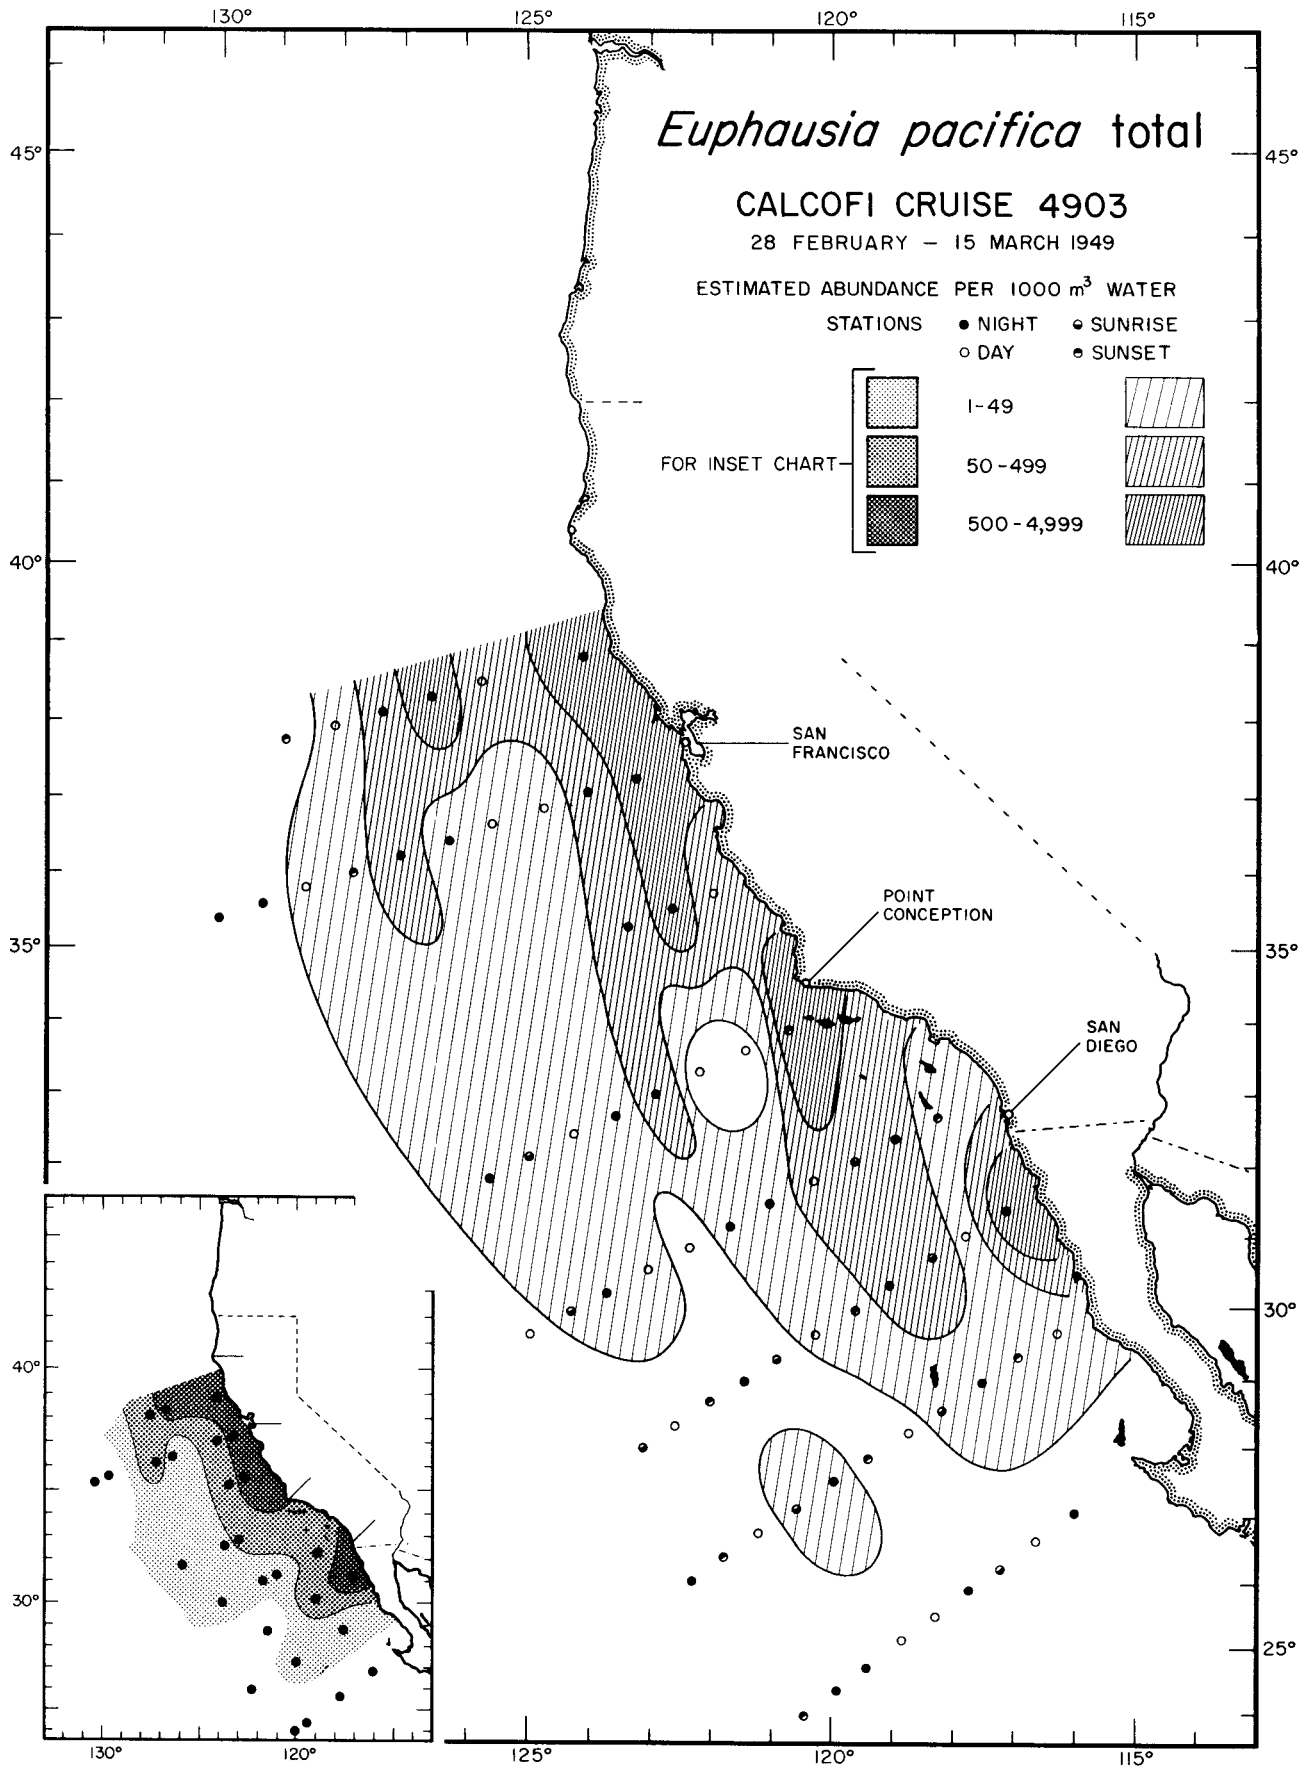 130° 125° 120° 115°
Euphausia pacifica total
45° 45°
CALCOFI CRUISE 4903
28 FEBRUARY – 15 MARCH 1949
ESTIMATED ABUNDANCE PER 1000 m³ WATER
STATIONS ● NIGHT ◒ SUNRISE
○ DAY ◓ SUNSET
1-49
FOR INSET CHART 50-499
500-4,999
40° 40°
SAN
FRANCISCO
POINT
CONCEPTION
35° 35°
SAN
DIEGO
30°
40°
30°
25°
130° 120° 125° 120° 115°